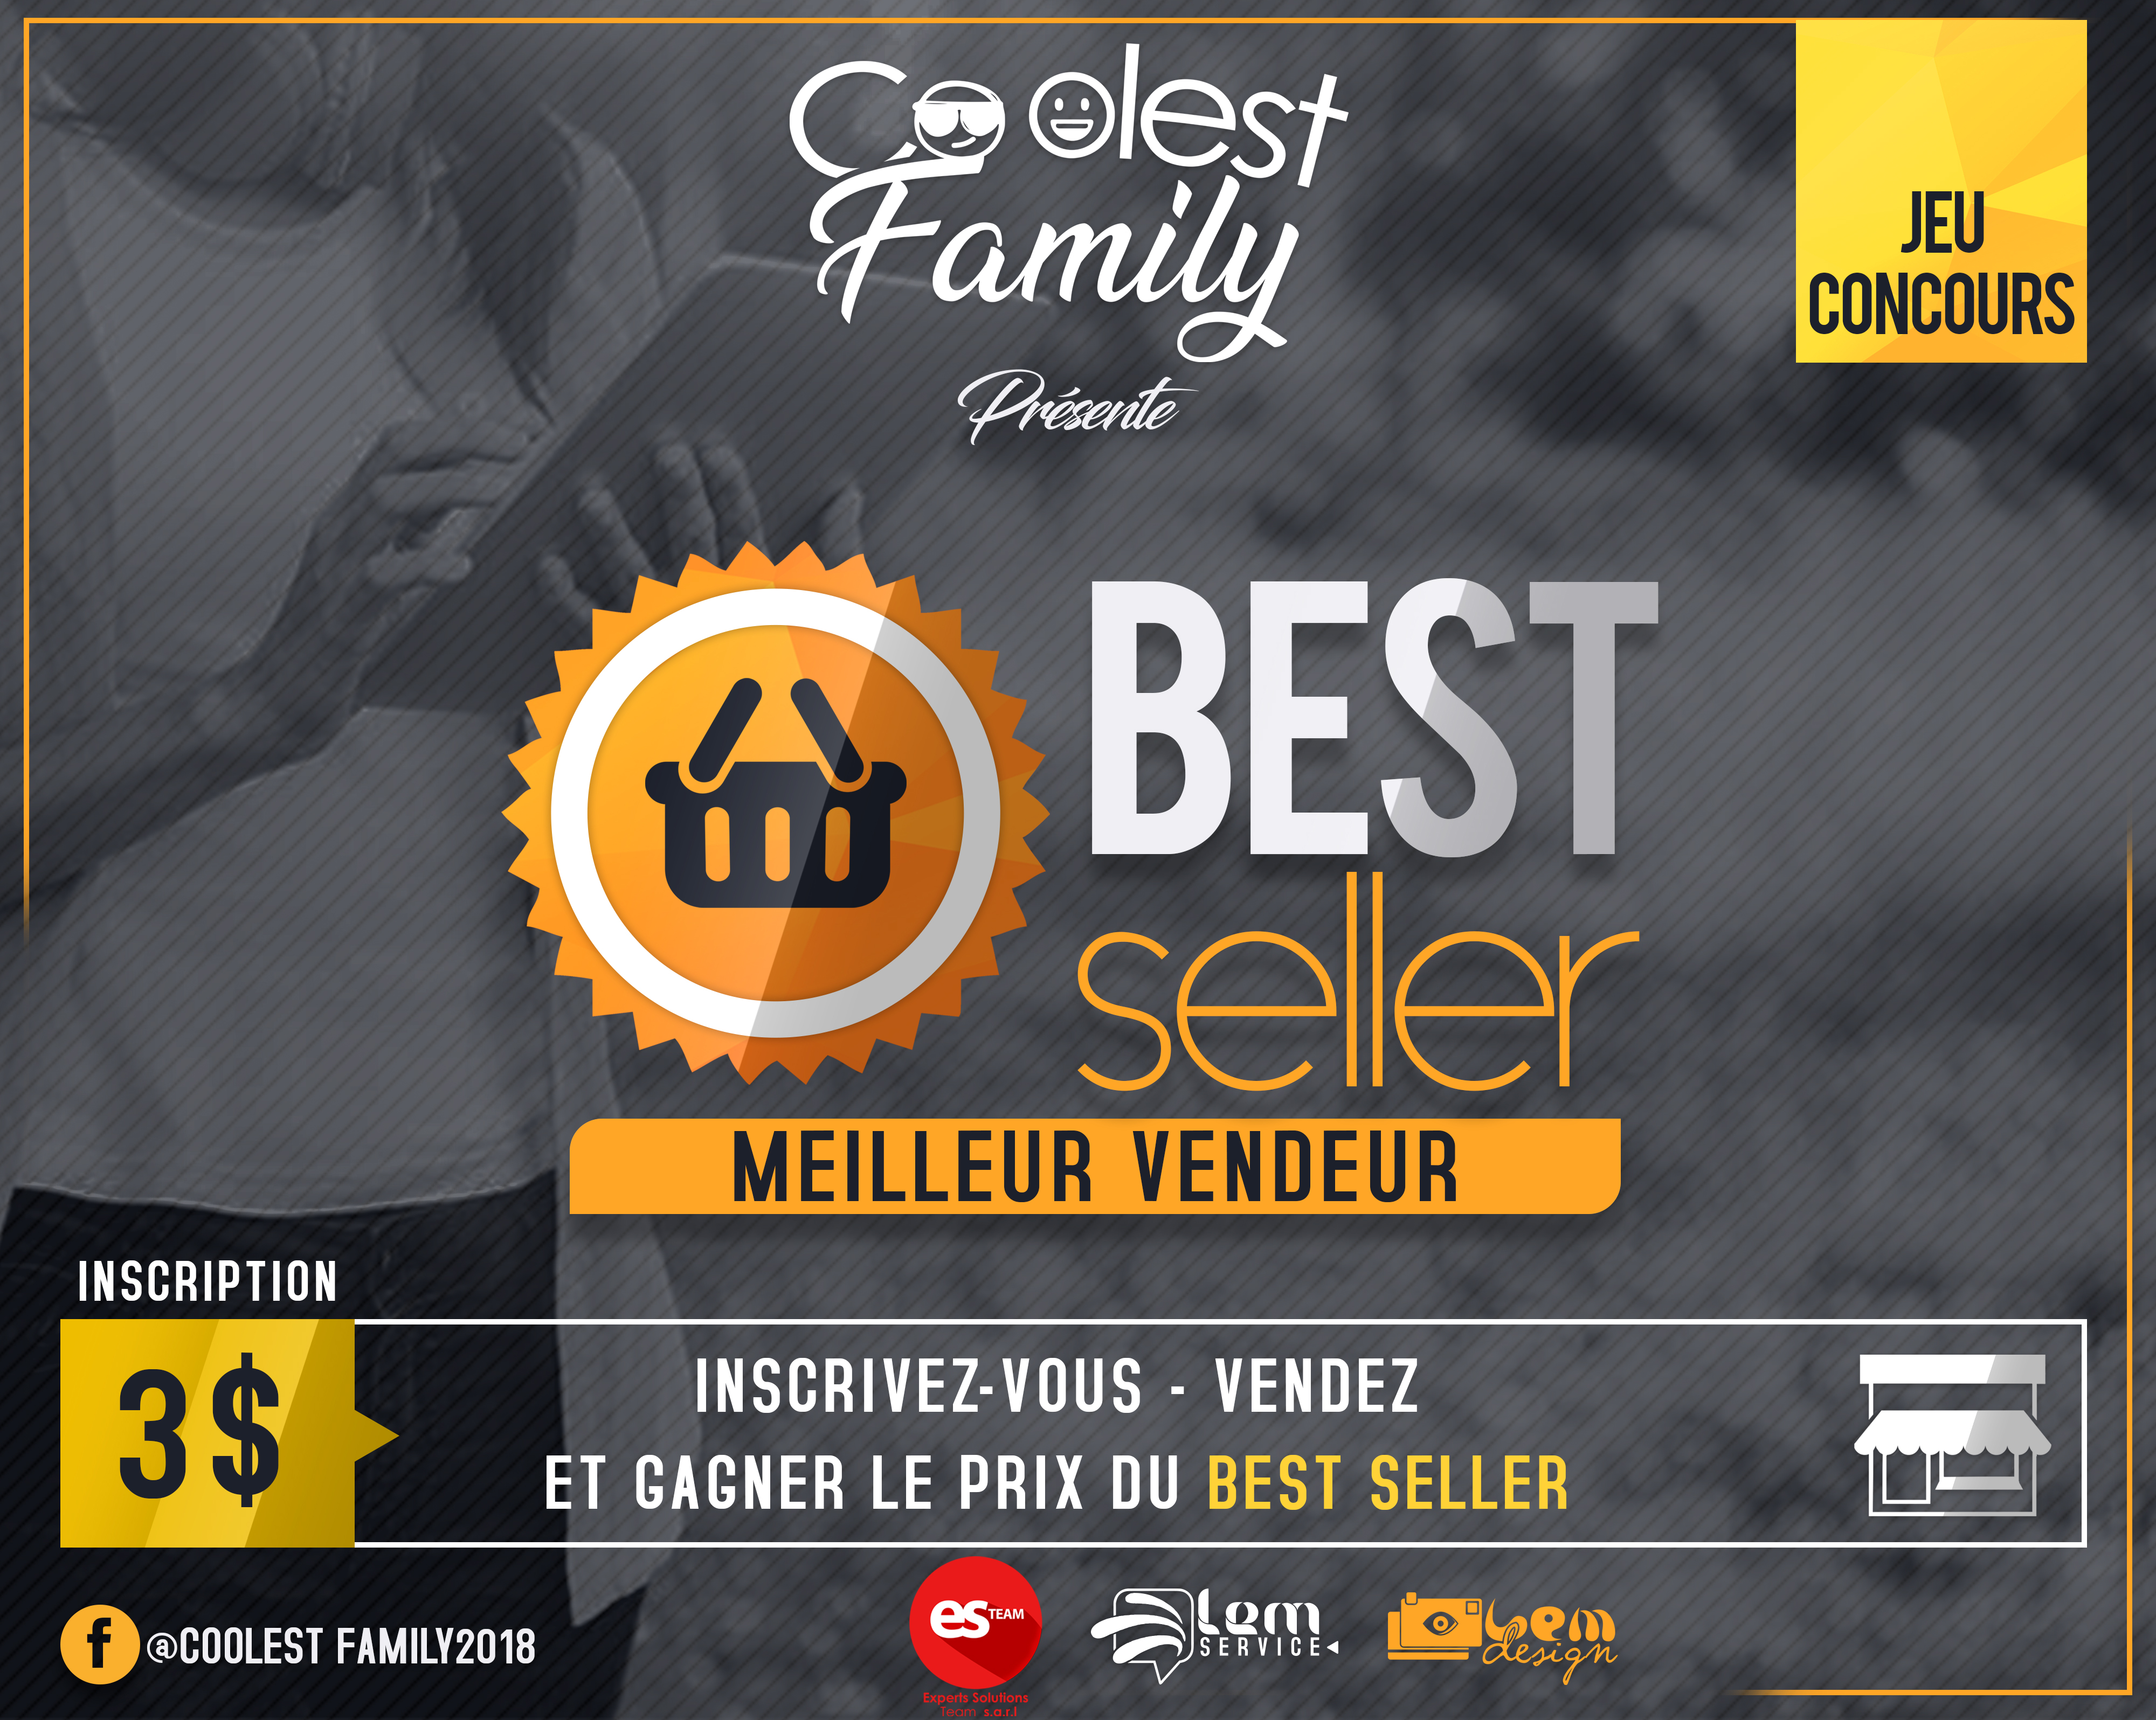 Coolest
Family
Présente
JEU
CONCOURS
BEST
seller
MEILLEUR VENDEUR
INSCRIPTION
3$
INSCRIVEZ-VOUS - VENDEZ
ET GAGNER LE PRIX DU BEST SELLER
@COOLEST FAMILY2018
es TEAM
Experts Solutions
Team s.a.r.l
lem
SERVICE
bem
design